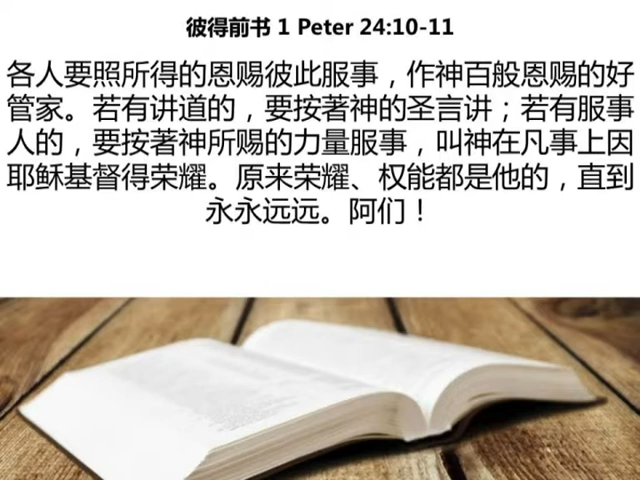 彼得前书 1 Peter 24:10-11
各人要照所得的恩赐彼此服事，作神百般恩赐的好
管家。若有讲道的，要按著神的圣言讲；若有服事
人的，要按著神所赐的力量服事，叫神在凡事上因
耶稣基督得荣耀。原来荣耀、权能都是他的，直到
永永远远。阿们！